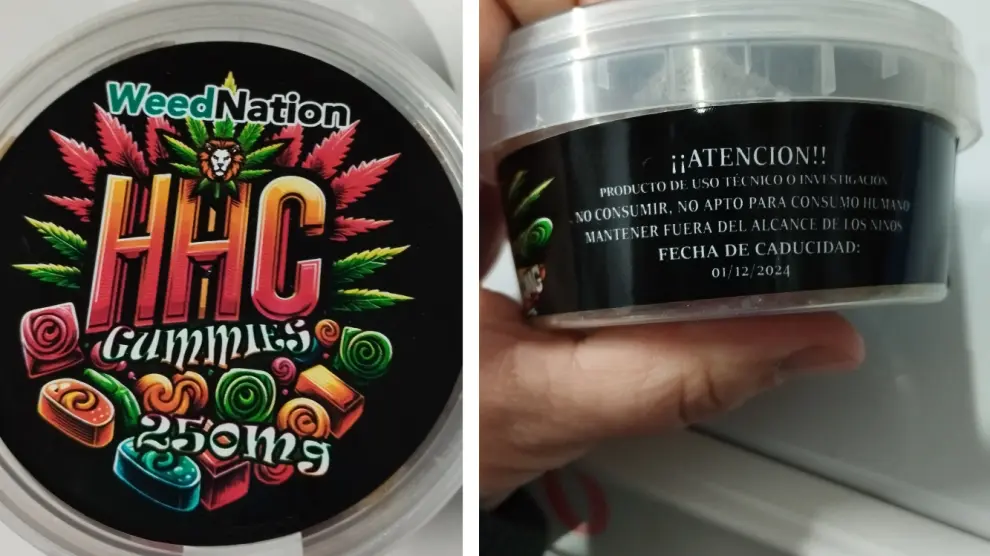 WeedNation
HHC
GUMMIES
250mg
¡¡ATENCION!!
PRODUCTO DE USO TÉCNICO O INVESTIGACIÓN
NO CONSUMIR, NO APTO PARA CONSUMO HUMANO
MANTENER FUERA DEL ALCANCE DE LOS NIÑOS
FECHA DE CADUCIDAD:
01/12/2024